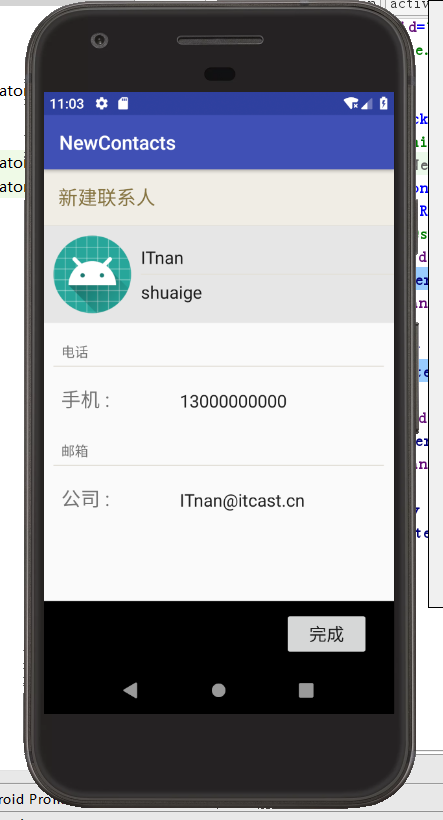 11:03
NewContacts
新建联系人
ITnan
shuaige
电话
手机 : 13000000000
邮箱
公司 : ITnan@itcast.cn
完成